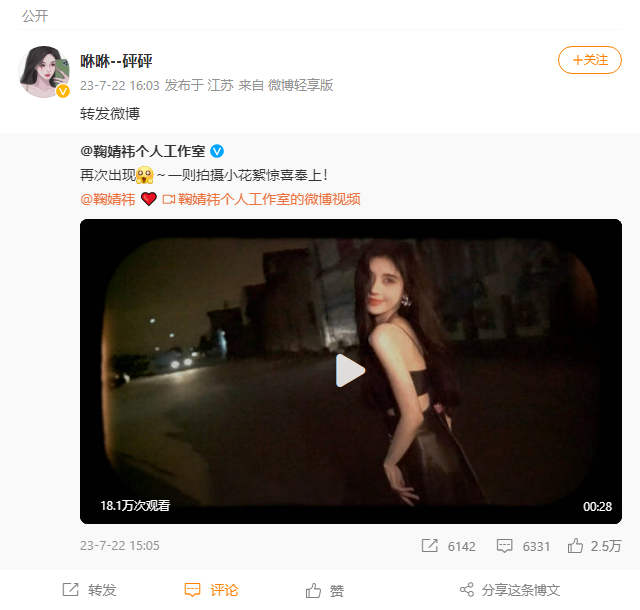 公开
咻咻--砰砰
+关注
23-7-22 16:03 发布于 江苏 来自 微博轻享版
转发微博
@鞠婧祎个人工作室
再次出现😱～一则拍摄小花絮惊喜奉上!
@鞠婧祎 ❤ 鞠婧祎个人工作室的微博视频
18.1万次观看
00:28
23-7-22 15:05
6142
6331
2.5万
转发
评论
赞
分享这条博文